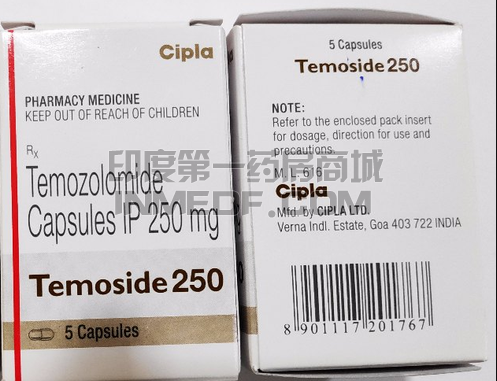 Cipla
PHARMACY MEDICINE
KEEP OUT OF REACH OF CHILDREN
Rx
Temozolomide
Capsules IP 250 mg
Temoside 250
5 Capsules
5 Capsules
Temoside 250
NOTE:
Refer to the enclosed pack insert
for dosage, direction for use and
precautions.
M. L. 616
Cipla
Mfd. by CIPLA LTD.
Verna Indl. Estate, Goa 403 722 INDIA
8 901117 201767
印度第一药房商城
INMEOF.COM